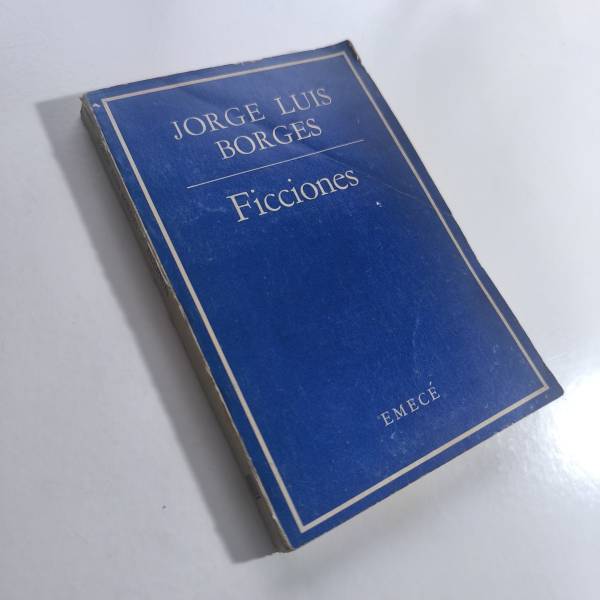 JORGE LUIS
BORGES
Ficciones
EMECÉ